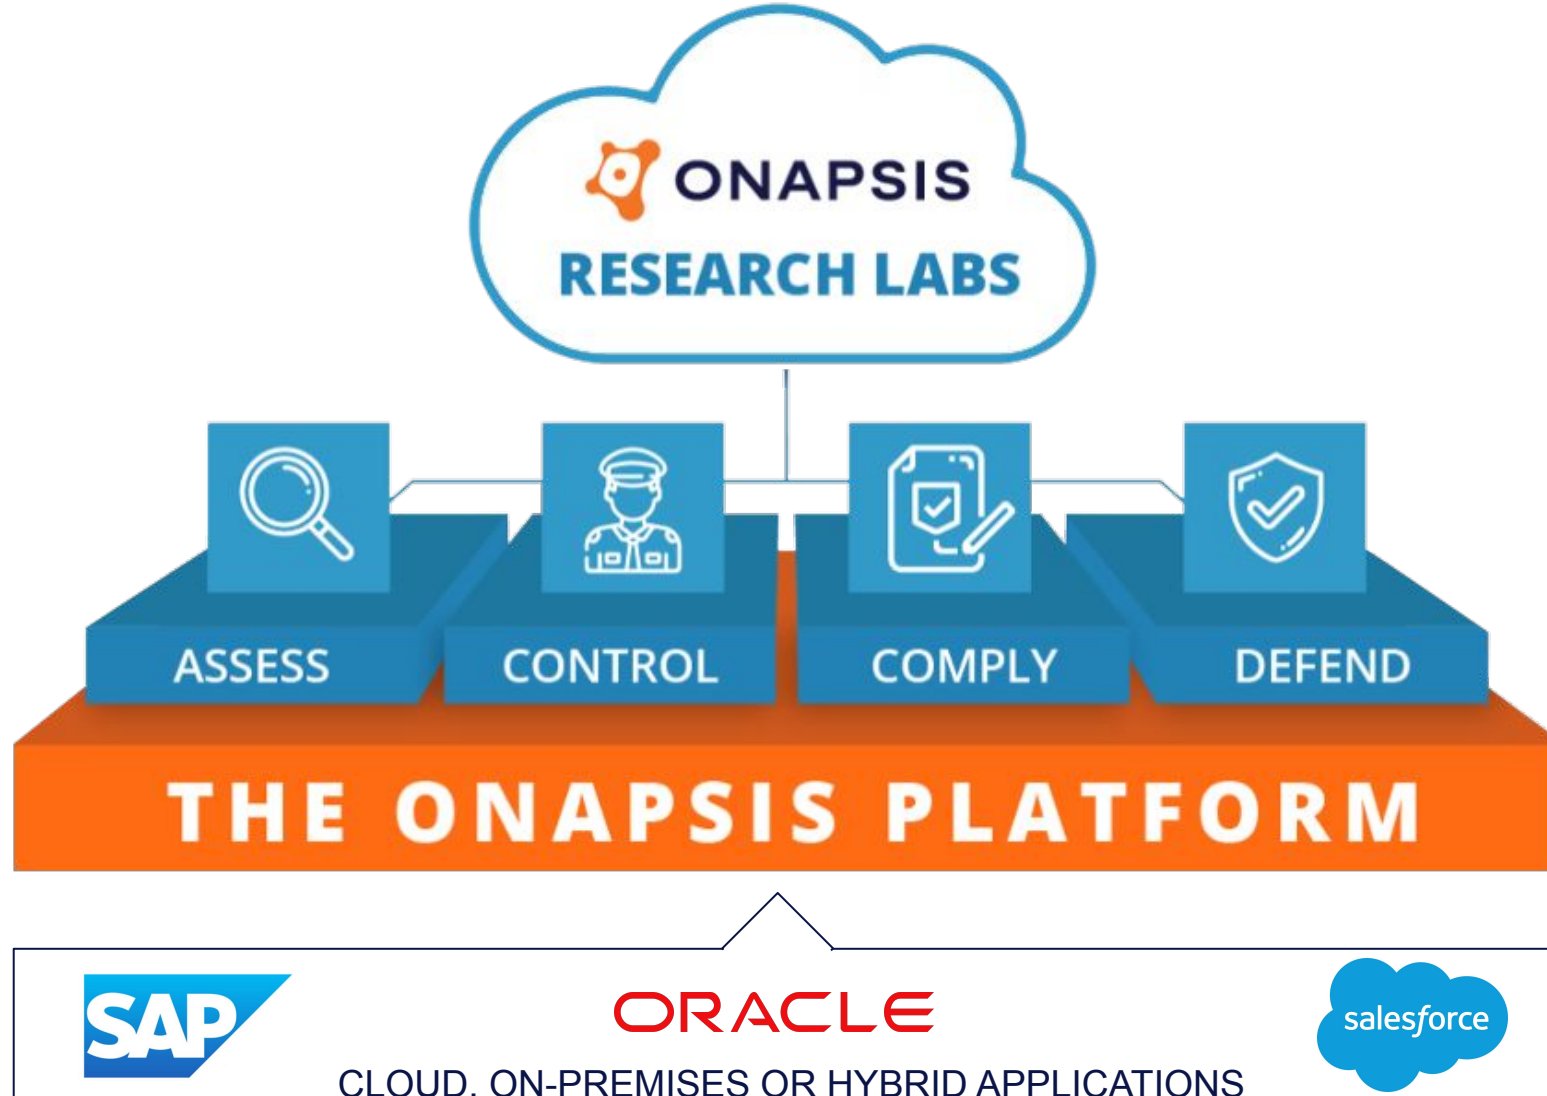 ONAPSIS
RESEARCH LABS
ASSESS
CONTROL
COMPLY
DEFEND
THE ONAPSIS PLATFORM
SAP
ORACLE
salesforce
CLOUD, ON-PREMISES OR HYBRID APPLICATIONS